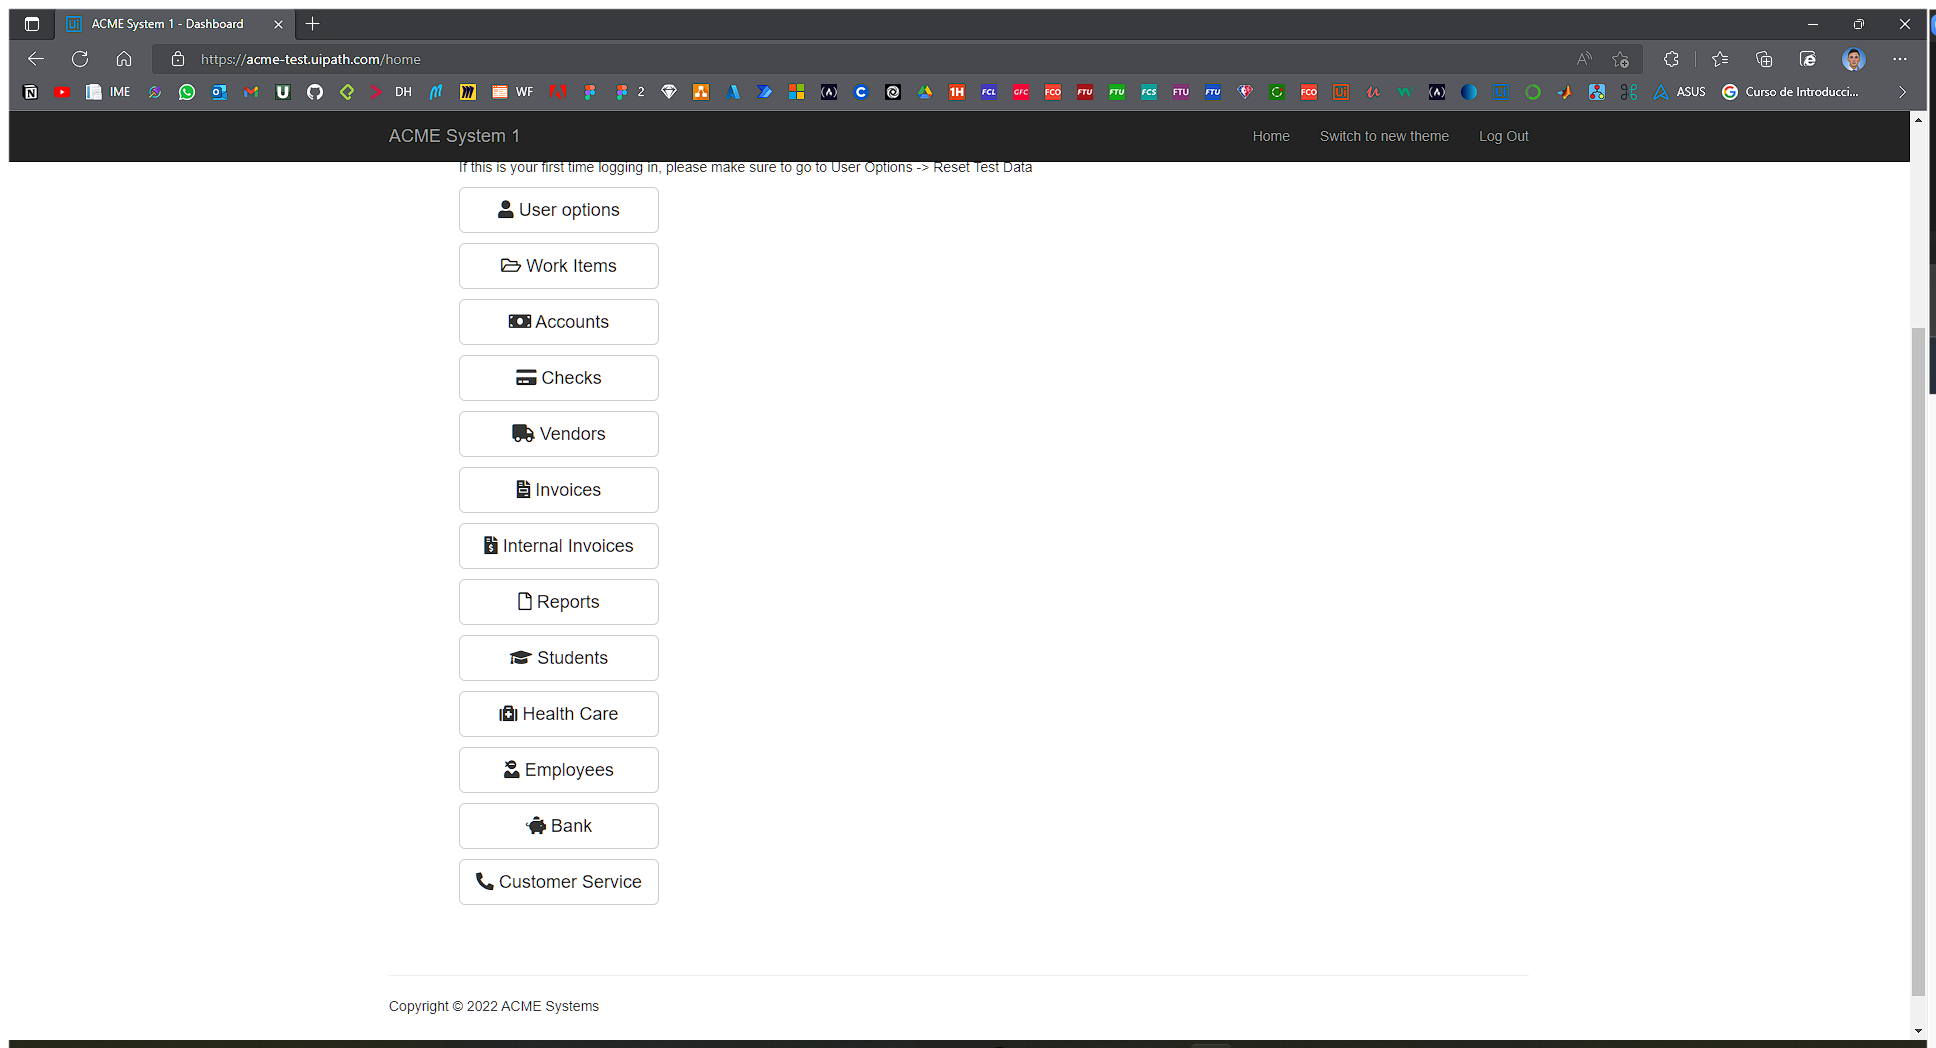 ACME System 1 - Dashboard
https://acme-test.uipath.com/home
IME DH WF 2 1H FCL GFC FCO FTU FTU FCS FTU FTU FCO ASUS Curso de Introducci...
ACME System 1 Home Switch to new theme Log Out
If this is your first time logging in, please make sure to go to User Options -> Reset Test Data
User options
Work Items
Accounts
Checks
Vendors
Invoices
Internal Invoices
Reports
Students
Health Care
Employees
Bank
Customer Service
Copyright © 2022 ACME Systems